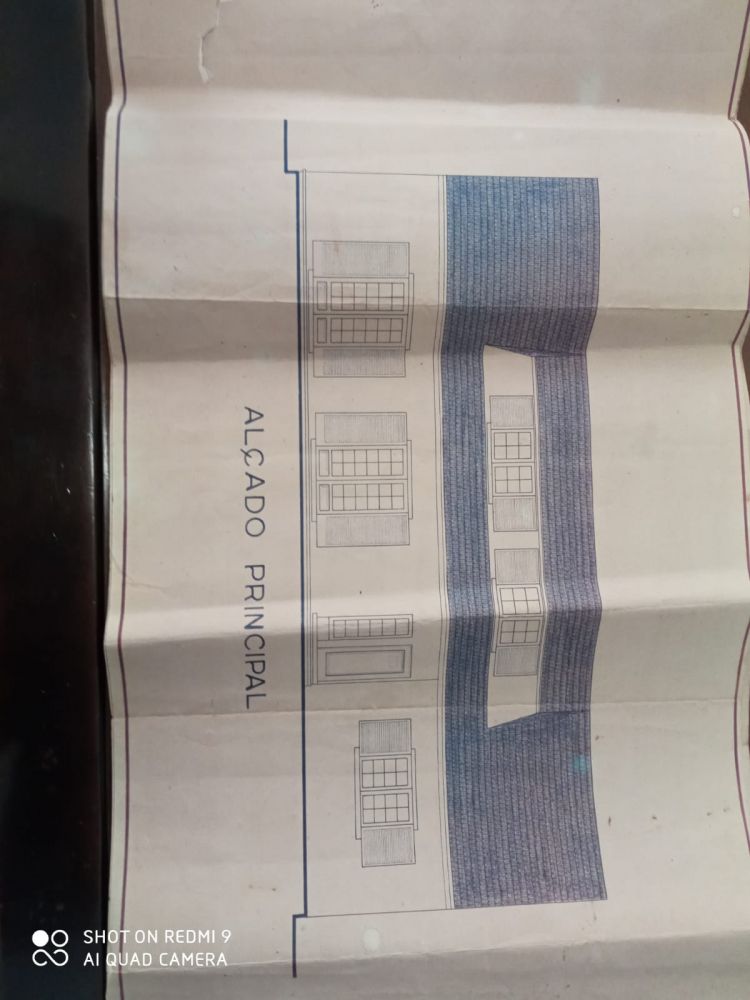 ALÇADO PRINCIPAL
SHOT ON REDMI 9
AI QUAD CAMERA